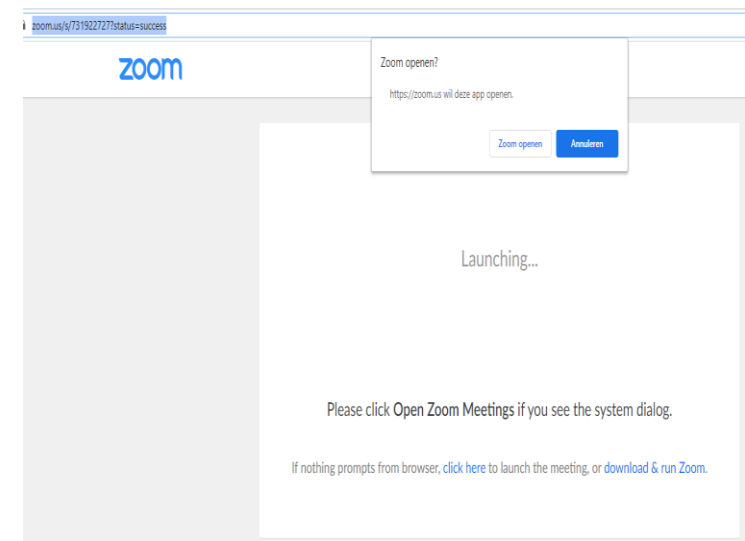 zoom.us/s/731922727?status=success
zoom
Zoom openen?
https://zoom.us wil deze app openen.
Zoom openen
Annuleren
Launching...
Please click Open Zoom Meetings if you see the system dialog.
If nothing prompts from browser, click here to launch the meeting, or download & run Zoom.